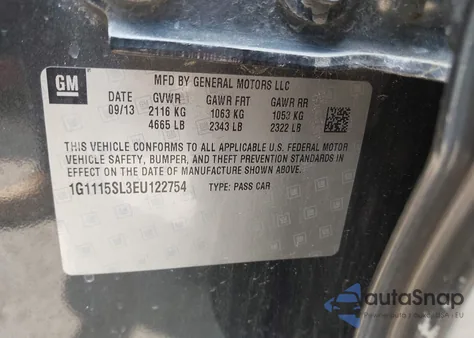 GM
MFD BY GENERAL MOTORS LLC
DATE GVWR GAWR FRT GAWR RR
09/13 2116 KG 1063 KG 1053 KG
4665 LB 2343 LB 2322 LB
THIS VEHICLE CONFORMS TO ALL APPLICABLE U.S. FEDERAL MOTOR
VEHICLE SAFETY, BUMPER, AND THEFT PREVENTION STANDARDS IN
EFFECT ON THE DATE OF MANUFACTURE SHOWN ABOVE.
1G1115SL3EU122754 TYPE: PASS CAR
autaSnap